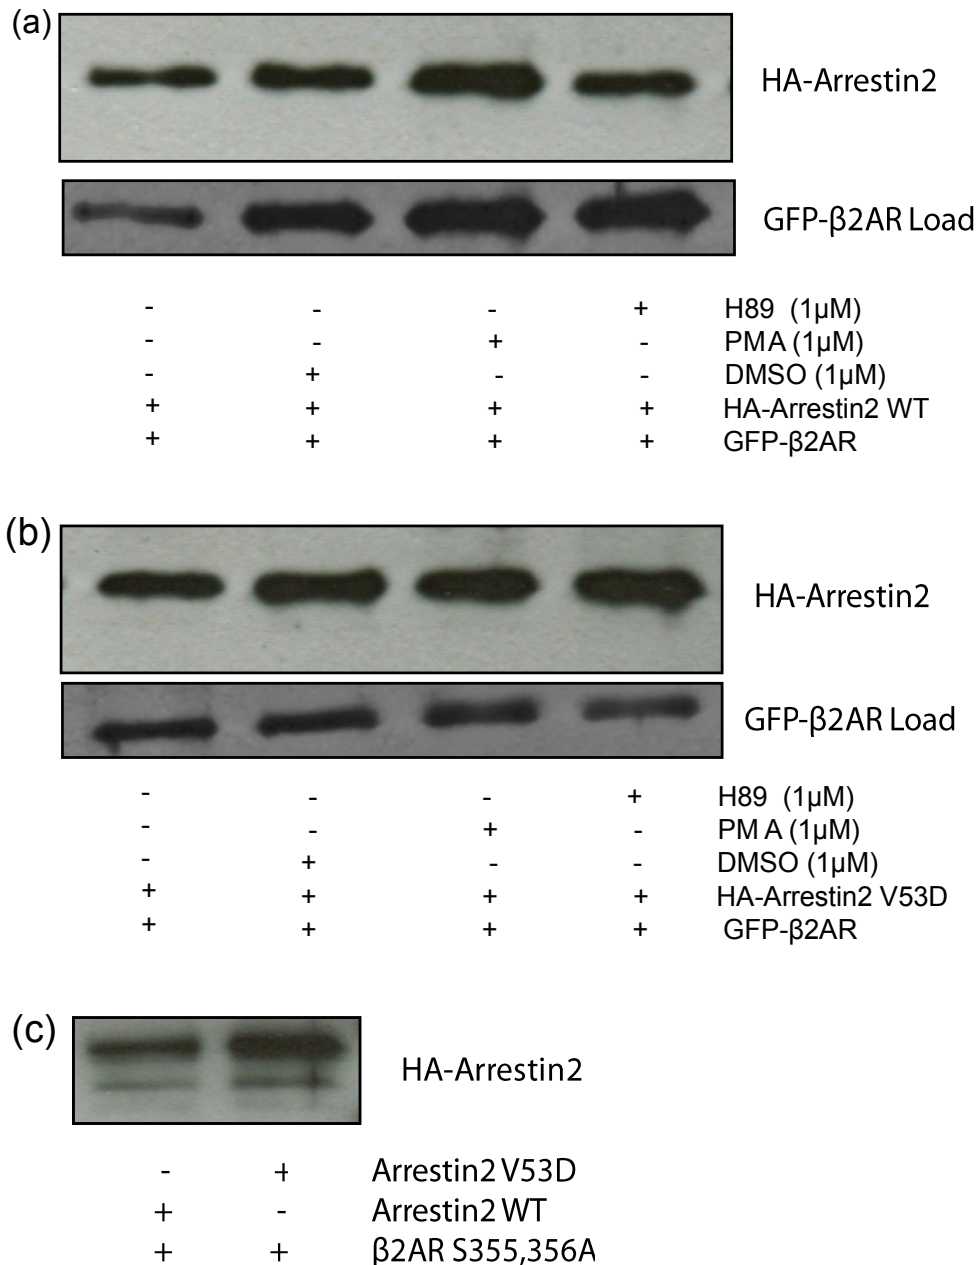 (a)
HA-Arrestin2
GFP-β2AR Load
- - - + H89 (1µM)
- - + - PMA (1µM)
- + - - DMSO (1µM)
+ + + + HA-Arrestin2 WT
+ + + + GFP-β2AR
(b)
HA-Arrestin2
GFP-β2AR Load
- - - + H89 (1µM)
- - + - PM A (1µM)
- + - - DMSO (1µM)
+ + + + HA-Arrestin2 V53D
+ + + + GFP-β2AR
(c)
HA-Arrestin2
- + Arrestin2 V53D
+ - Arrestin2 WT
+ + β2AR S355,356A